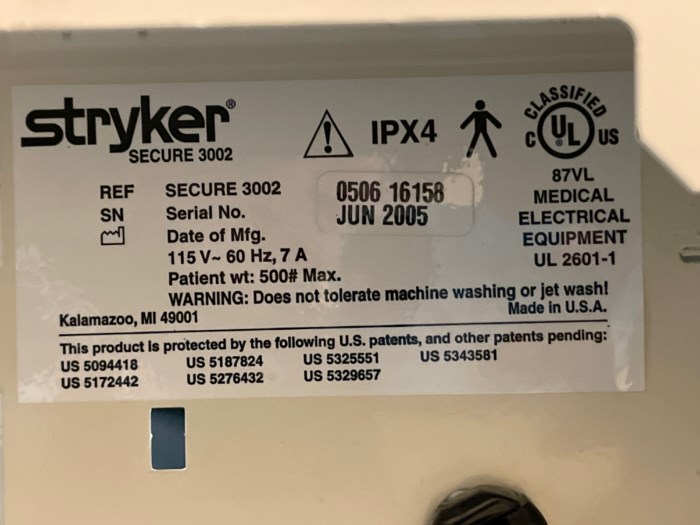 stryker®
SECURE 3002
IPX4
CLASSIFIED
C UL US
REF SECURE 3002
SN Serial No. 0506 16158
Date of Mfg. JUN 2005
115 V~ 60 Hz, 7 A
Patient wt: 500# Max.
WARNING: Does not tolerate machine washing or jet wash!
87VL
MEDICAL
ELECTRICAL
EQUIPMENT
UL 2601-1
Kalamazoo, MI 49001 Made in U.S.A.
This product is protected by the following U.S. patents, and other patents pending:
US 5094418 US 5187824 US 5325551 US 5343581
US 5172442 US 5276432 US 5329657